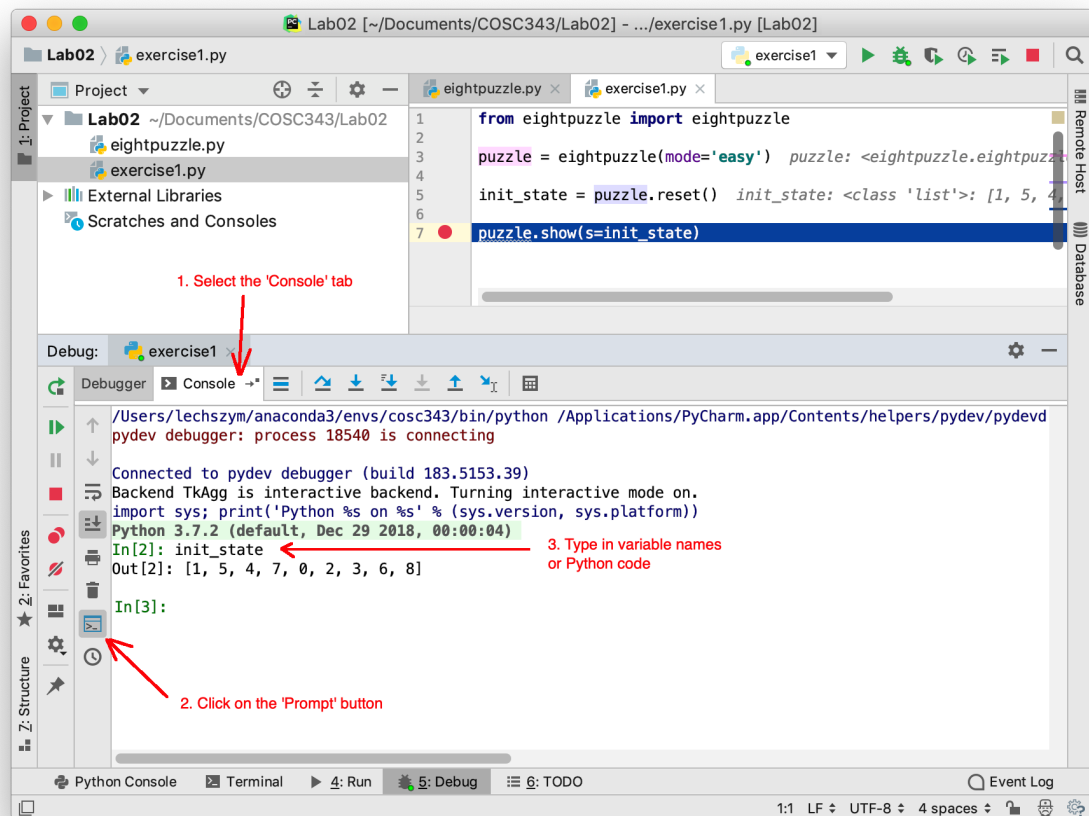 Lab02 [~/Documents/COSC343/Lab02] - .../exercise1.py [Lab02]
Lab02 exercise1.py
exercise1
1: Project
Project
Lab02 ~/Documents/COSC343/Lab02
eightpuzzle.py
exercise1.py
External Libraries
Scratches and Consoles
eightpuzzle.py
exercise1.py
1 from eightpuzzle import eightpuzzle
2
3 puzzle = eightpuzzle(mode='easy') puzzle: <eightpuzzle.eightpuzzl
4
5 init_state = puzzle.reset() init_state: <class 'list'>: [1, 5, 4,
6
7 puzzle.show(s=init_state)
Remote Host
Database
1. Select the 'Console' tab
Debug: exercise1
Debugger Console
/Users/lechszym/anaconda3/envs/cosc343/bin/python /Applications/PyCharm.app/Contents/helpers/pydev/pydevd
pydev debugger: process 18540 is connecting
Connected to pydev debugger (build 183.5153.39)
Backend TkAgg is interactive backend. Turning interactive mode on.
import sys; print('Python %s on %s' % (sys.version, sys.platform))
Python 3.7.2 (default, Dec 29 2018, 00:00:04)
In[2]: init_state
Out[2]: [1, 5, 4, 7, 0, 2, 3, 6, 8]
In[3]:
3. Type in variable names
or Python code
2. Click on the 'Prompt' button
2: Favorites
Z: Structure
Python Console Terminal 4: Run 5: Debug 6: TODO Event Log
1:1 LF UTF-8 4 spaces